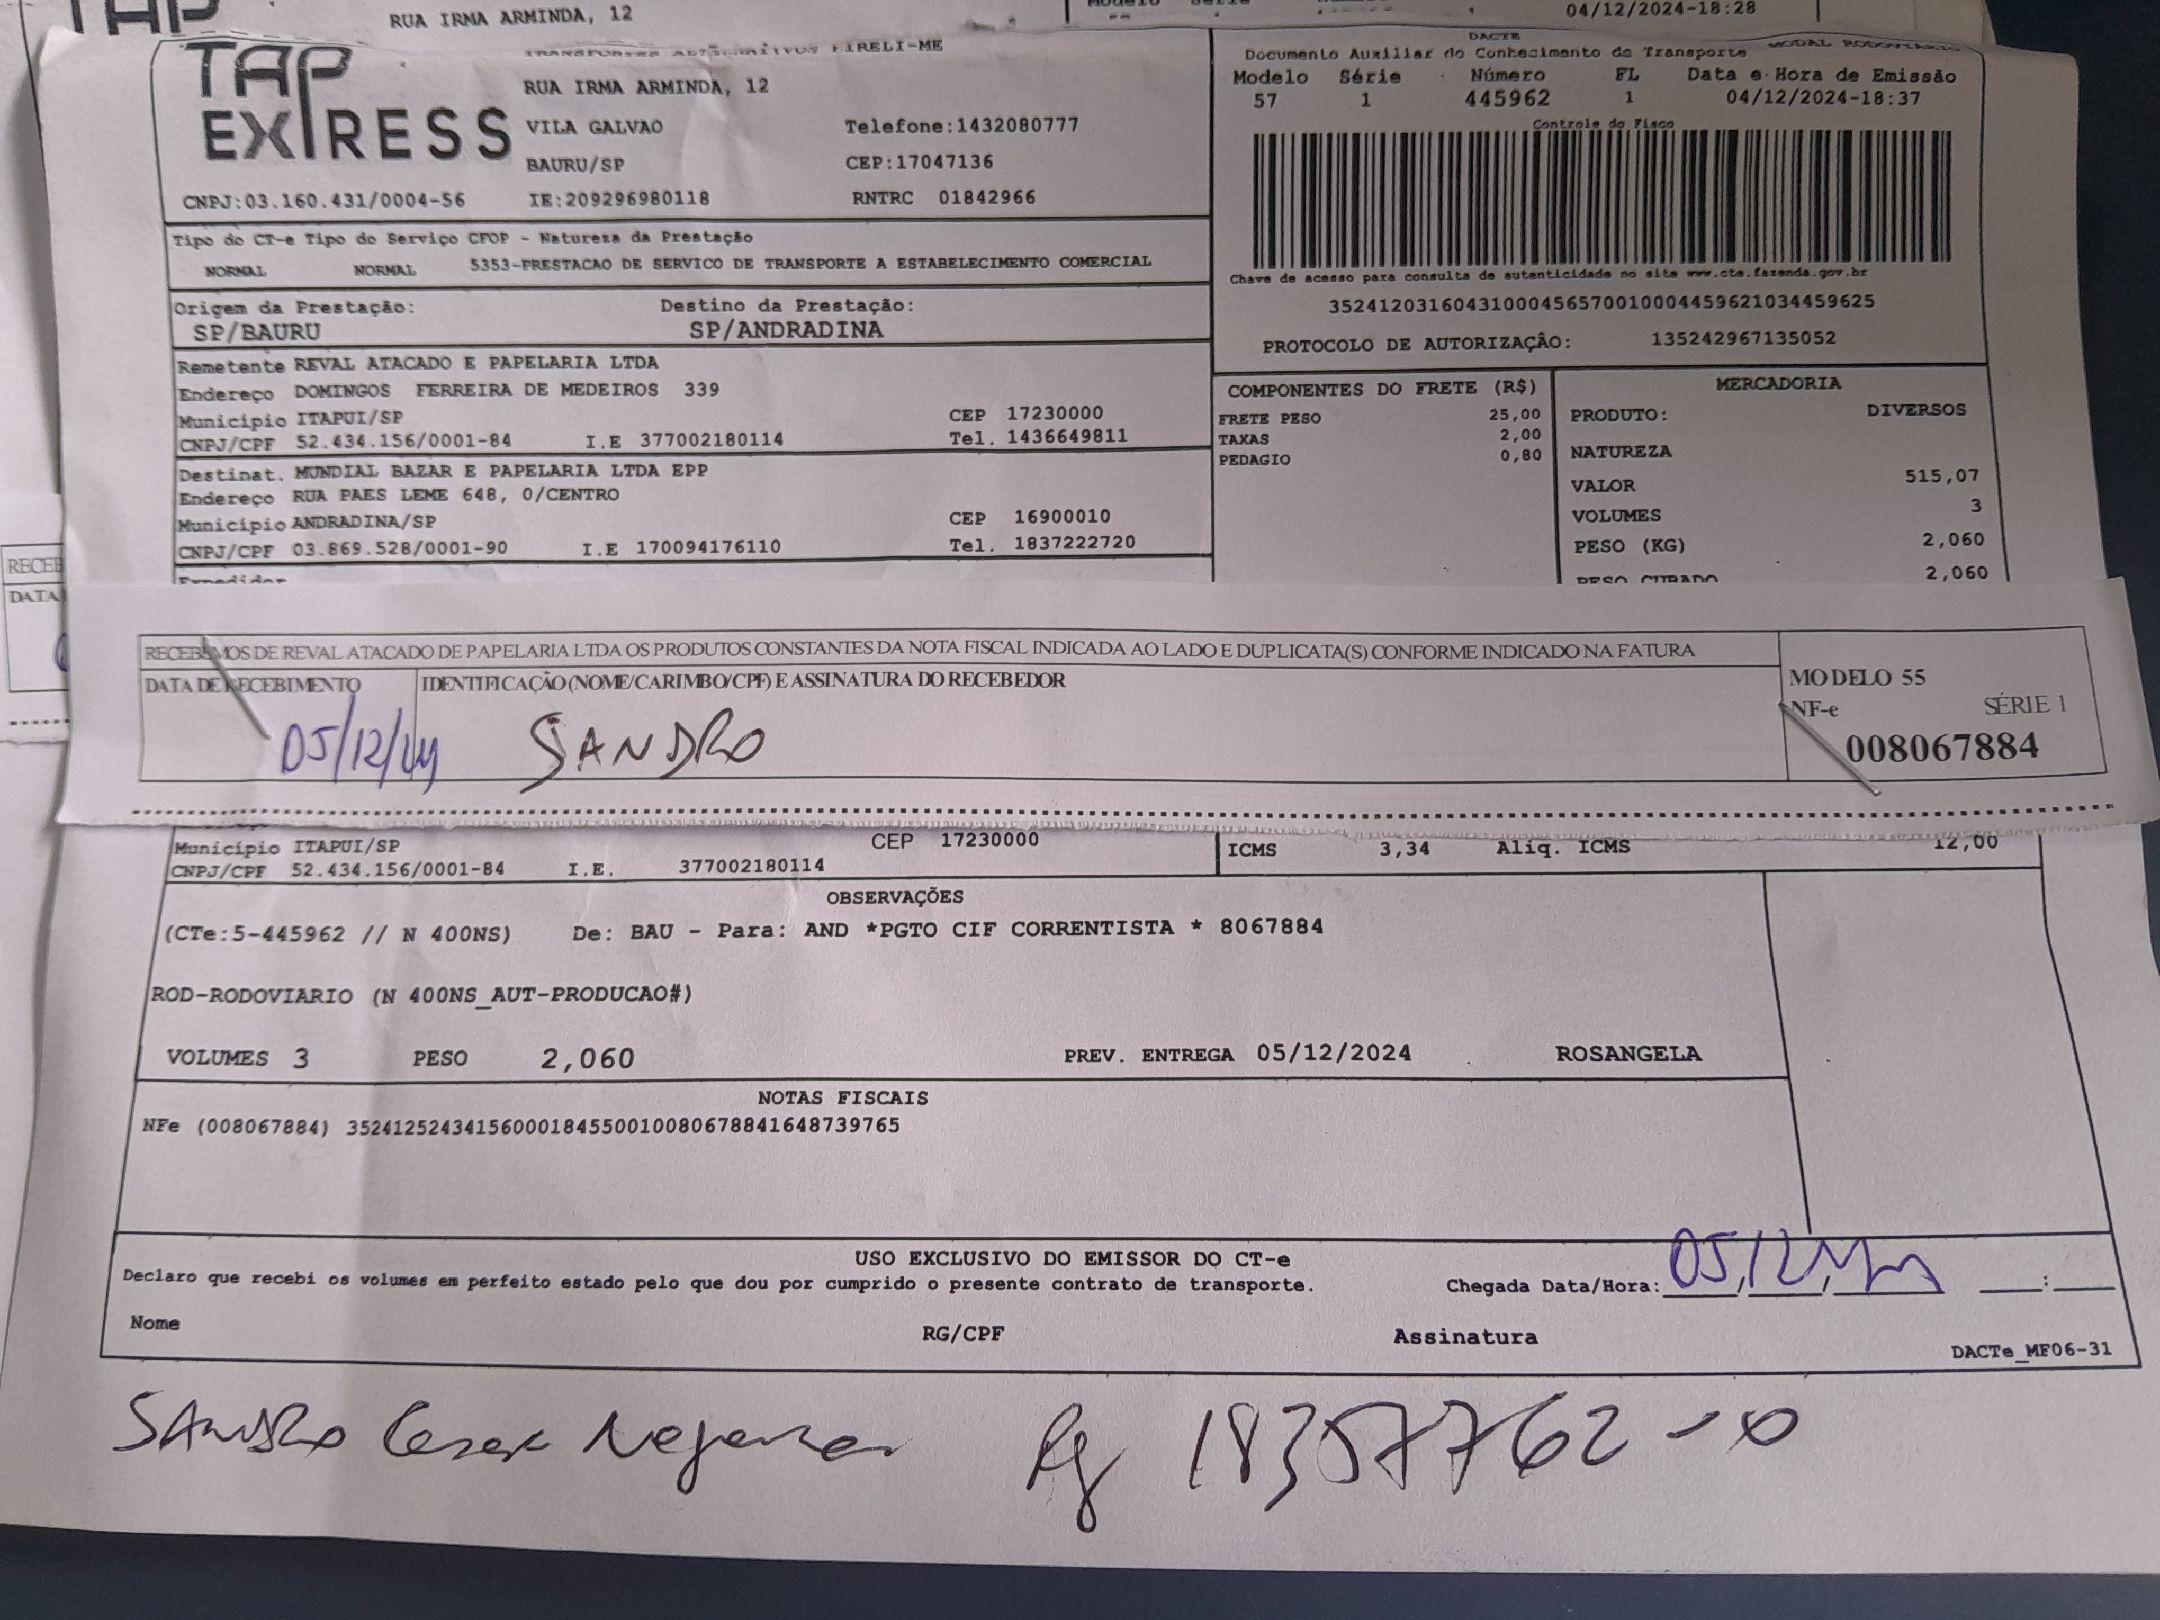 RUA IRMA ARMINDA, 12
04/12/2024-18:28
TAP EXPRESS
TRANSPORTES ALTERNATIVOS EIRELI-ME
RUA IRMA ARMINDA, 12
VILA GALVAO Telefone:1432080777
BAURU/SP CEP:17047136
CNPJ:03.160.431/0004-56 IE:209296980118 RNTRC 01842966
DACTE
Documento Auxiliar do Conhecimento de Transporte MODAL RODOVIARIO
Modelo Série Número FL Data e Hora de Emissão
57 1 445962 1 04/12/2024-18:37
Controle do Fisco
Chave de acesso para consulta de autenticidade no site www.cte.fazenda.gov.br
35241203160431000456570010004459621034459625
PROTOCOLO DE AUTORIZAÇÂO: 135242967135052
Tipo do CT-e Tipo do Serviço CFOP - Natureza da Prestação
NORMAL NORMAL 5353-PRESTACAO DE SERVICO DE TRANSPORTE A ESTABELECIMENTO COMERCIAL
Origem da Prestação: Destino da Prestação:
SP/BAURU SP/ANDRADINA
Remetente REVAL ATACADO E PAPELARIA LTDA
Endereço DOMINGOS FERREIRA DE MEDEIROS 339
Município ITAPUI/SP CEP 17230000
CNPJ/CPF 52.434.156/0001-84 I.E 377002180114 Tel. 1436649811
Destinat. MUNDIAL BAZAR E PAPELARIA LTDA EPP
Endereço RUA PAES LEME 648, 0/CENTRO
Município ANDRADINA/SP CEP 16900010
CNPJ/CPF 03.869.528/0001-90 I.E 170094176110 Tel. 1837222720
Expedidor
COMPONENTES DO FRETE (R$)
FRETE PESO 25,00
TAXAS 2,00
PEDAGIO 0,80
MERCADORIA
PRODUTO: DIVERSOS
NATUREZA
VALOR 515,07
VOLUMES 3
PESO (KG) 2,060
PESO CUBADO 2,060
RECEB
DATA
RECEBEMOS DE REVAL ATACADO DE PAPELARIA LTDA OS PRODUTOS CONSTANTES DA NOTA FISCAL INDICADA AO LADO E DUPLICATA(S) CONFORME INDICADO NA FATURA
DATA DE RECEBIMENTO IDENTIFICAÇÃO (NOME/CARIMBO/CPF) E ASSINATURA DO RECEBEDOR
05/12/24 SANDRO
MODELO 55
NF-e SÉRIE 1
008067884
Município ITAPUI/SP CEP 17230000
CNPJ/CPF 52.434.156/0001-84 I.E. 377002180114
ICMS 3,34 Aliq. ICMS 12,00
OBSERVAÇÕES
(CTe:5-445962 // N 400NS) De: BAU - Para: AND *PGTO CIF CORRENTISTA * 8067884
ROD-RODOVIARIO (N 400NS_AUT-PRODUCAO#)
VOLUMES 3 PESO 2,060 PREV. ENTREGA 05/12/2024 ROSANGELA
NOTAS FISCAIS
NFe (008067884) 35241252434156000184550010080678841648739765
USO EXCLUSIVO DO EMISSOR DO CT-e
Declaro que recebi os volumes em perfeito estado pelo que dou por cumprido o presente contrato de transporte.
Chegada Data/Hora: 05/12/24 :
Nome RG/CPF Assinatura
DACTe_MF06-31
SANDRO Cesar Rg 18357762-x